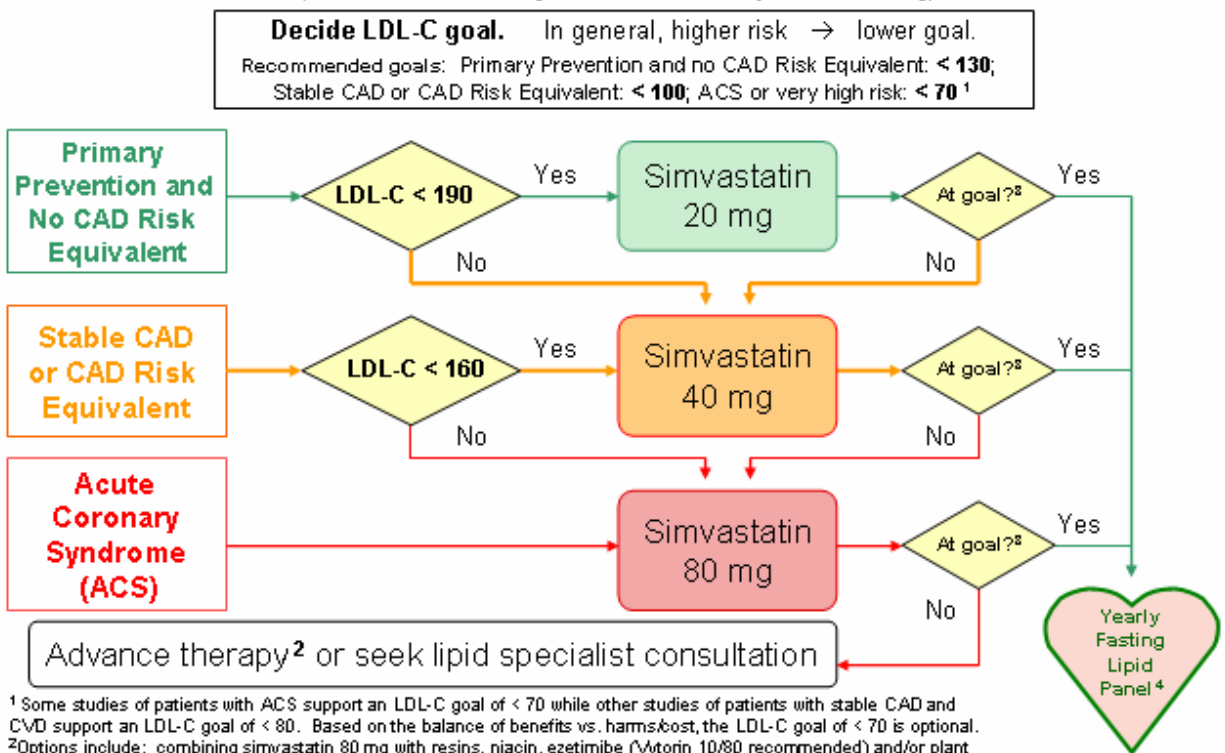 Decide LDL-C goal. In general, higher risk → lower goal.
Recommended goals: Primary Prevention and no CAD Risk Equivalent: < 130;
Stable CAD or CAD Risk Equivalent: < 100; ACS or very high risk: < 70 ¹
Primary
Prevention and
No CAD Risk
Equivalent
LDL-C < 190
Yes
No
Simvastatin
20 mg
At goal?³
Yes
No
Stable CAD
or CAD Risk
Equivalent
LDL-C < 160
Yes
No
Simvastatin
40 mg
At goal?³
Yes
No
Acute
Coronary
Syndrome
(ACS)
Simvastatin
80 mg
At goal?³
Yes
No
Advance therapy² or seek lipid specialist consultation
Yearly
Fasting
Lipid
Panel⁴
¹ Some studies of patients with ACS support an LDL-C goal of < 70 while other studies of patients with stable CAD and
CVD support an LDL-C goal of < 80. Based on the balance of benefits vs. harms/cost, the LDL-C goal of < 70 is optional.
²Options include: combining simvastatin 80 mg with resins, niacin, ezetimibe (Vytorin 10/80 recommended) and/or plant